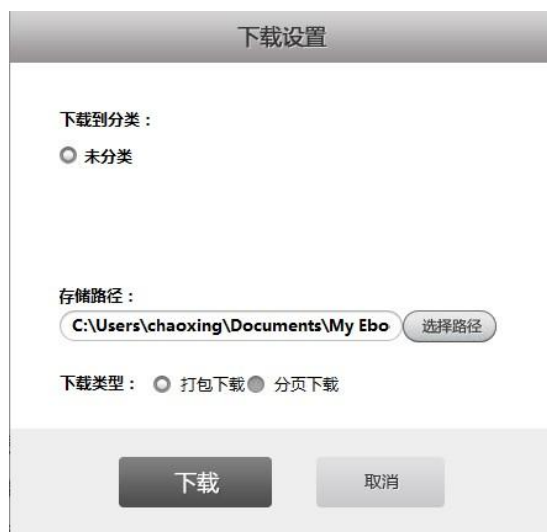 下载设置
下载到分类：
未分类
存储路径：
C:\Users\chaoxing\Documents\My Ebo 选择路径
下载类型： 打包下载 分页下载
下载 取消